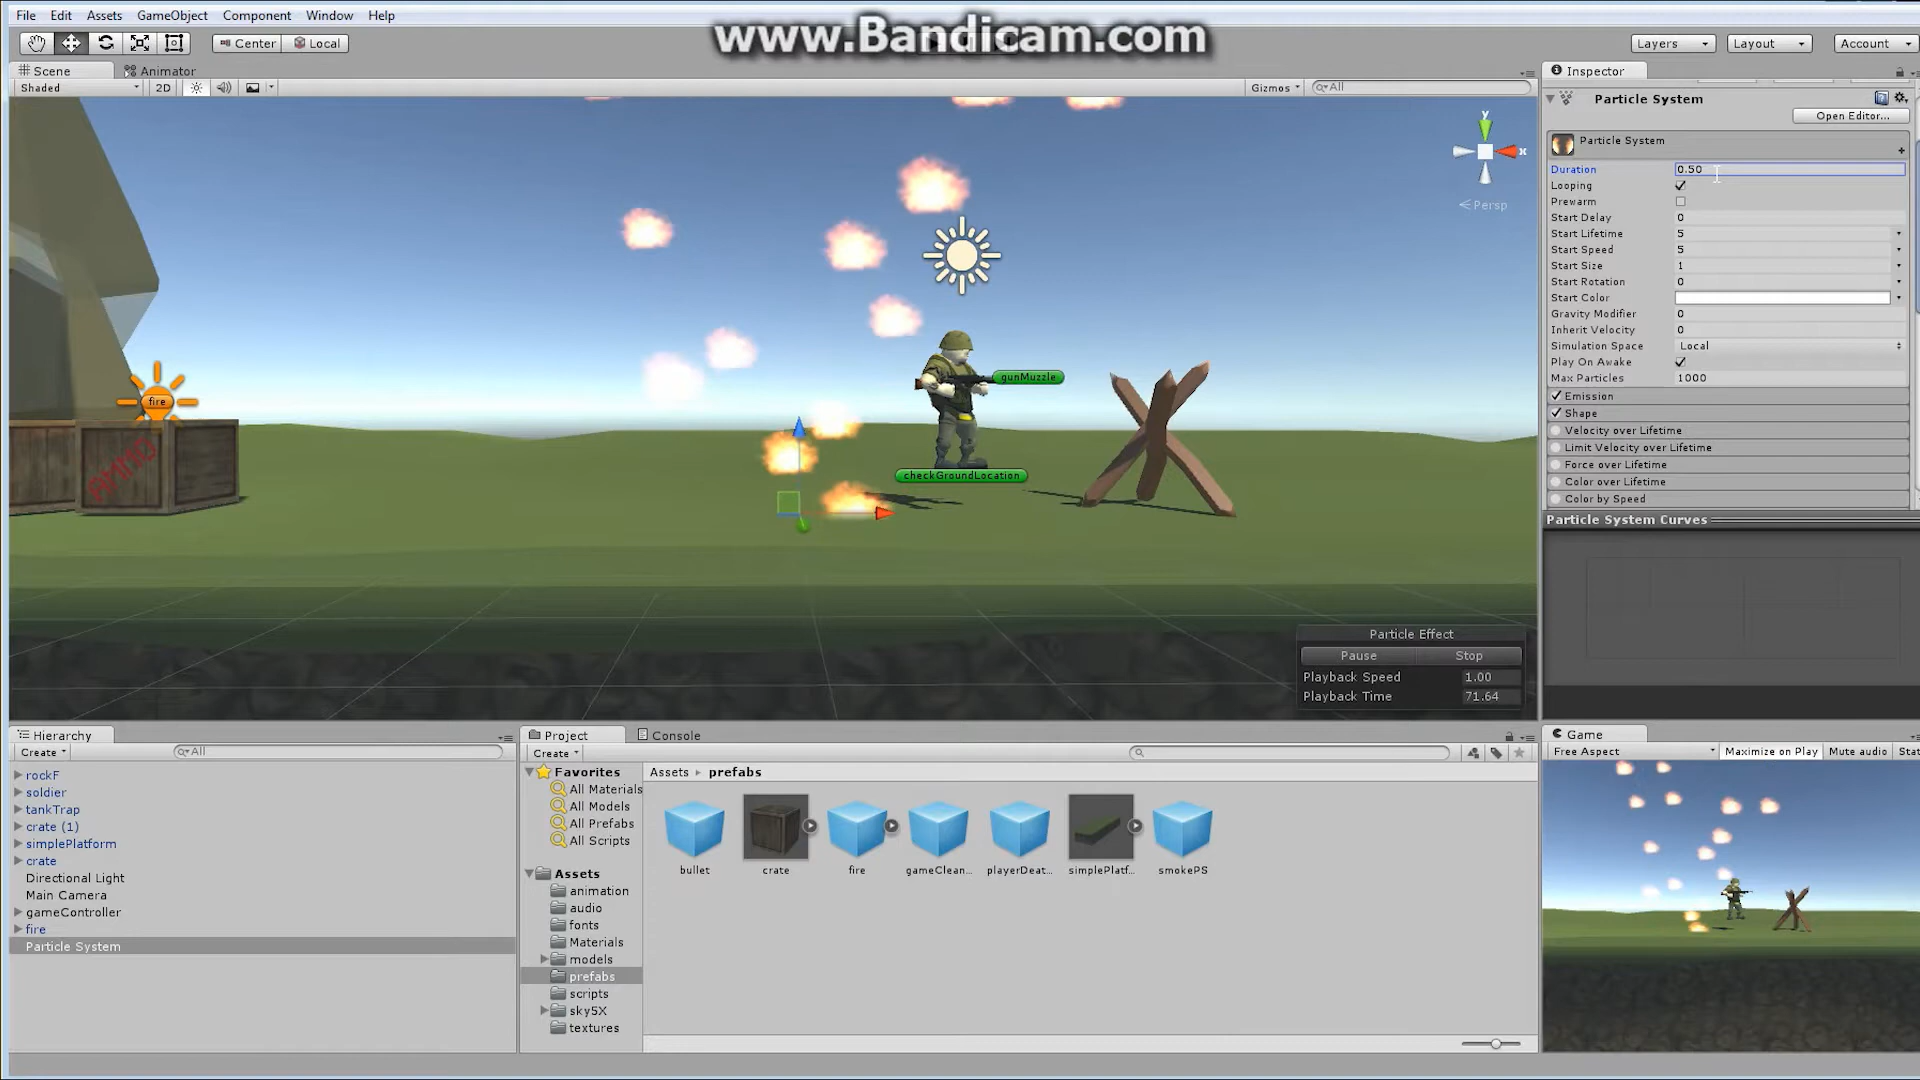 File Edit Assets GameObject Component Window Help
www.Bandicam.com
Center Local
Layers Layout Account
Scene Animator
Shaded 2D Gizmos All
Inspector
Particle System
Open Editor...
Particle System
Duration 0.50
Looping
Prewarm
Start Delay 0
Start Lifetime 5
Start Speed 5
Start Size 1
Start Rotation 0
Start Color
Gravity Modifier 0
Inherit Velocity 0
Simulation Space Local
Play On Awake
Max Particles 1000
Emission
Shape
Velocity over Lifetime
Limit Velocity over Lifetime
Force over Lifetime
Color over Lifetime
Color by Speed
Particle System Curves
y
x
Persp
fire
AMMO
gunMuzzle
checkGroundLocation
Particle Effect
Pause Stop
Playback Speed 1.00
Playback Time 71.64
Hierarchy
Create All
rockF
soldier
tankTrap
crate (1)
simplePlatform
crate
Directional Light
Main Camera
gameController
fire
Particle System
Project Console
Create
Favorites
All Materials
All Models
All Prefabs
All Scripts
Assets
animation
audio
fonts
Materials
models
prefabs
scripts
sky5X
textures
Assets prefabs
bullet crate fire gameClean... playerDeat... simplePlatf... smokePS
Game
Free Aspect Maximize on Play Mute audio Stat